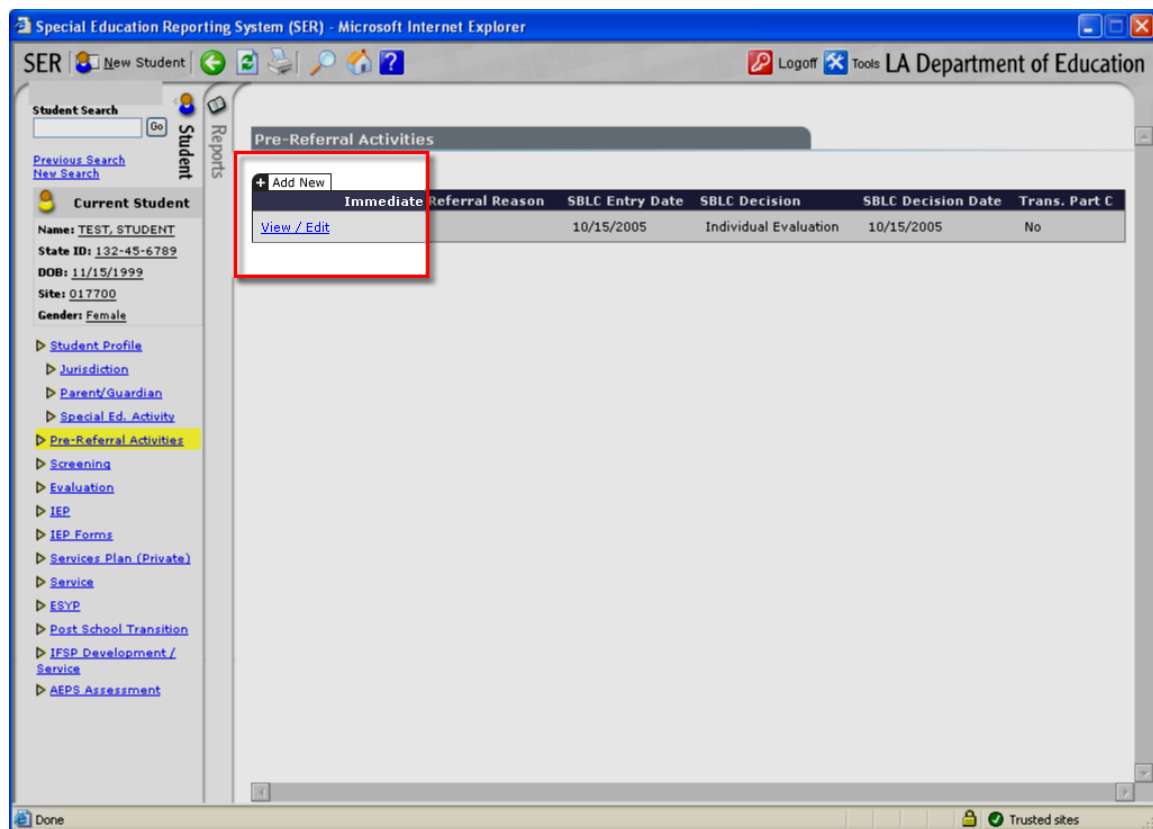 Special Education Reporting System (SER) - Microsoft Internet Explorer
SER New Student Logoff Tools LA Department of Education
Student Search
Go
Previous Search
New Search
Student
Reports
Current Student
Name: TEST, STUDENT
State ID: 132-45-6789
DOB: 11/15/1999
Site: 017700
Gender: Female
Student Profile
Jurisdiction
Parent/Guardian
Special Ed. Activity
Pre-Referral Activities
Screening
Evaluation
IEP
IEP Forms
Services Plan (Private)
Service
ESYP
Post School Transition
IFSP Development /
Service
AEPS Assessment
Pre-Referral Activities
+ Add New
Immediate Referral Reason SBLC Entry Date SBLC Decision SBLC Decision Date Trans. Part C
View / Edit 10/15/2005 Individual Evaluation 10/15/2005 No
Done Trusted sites